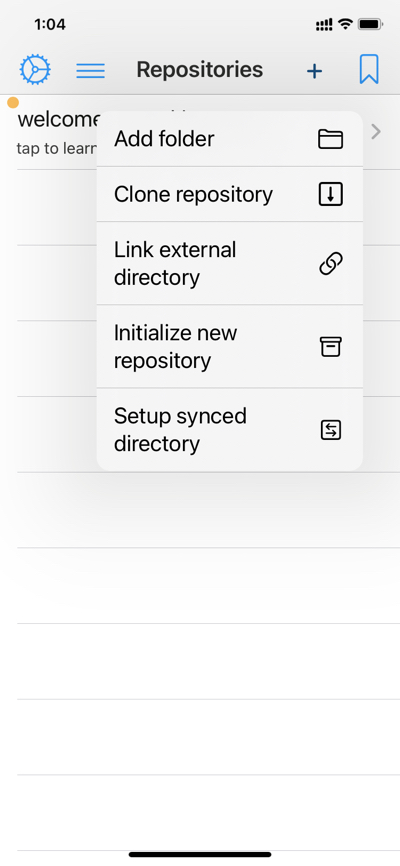 1:04
Repositories
welcome
tap to learn
Add folder
Clone repository
Link external
directory
Initialize new
repository
Setup synced
directory